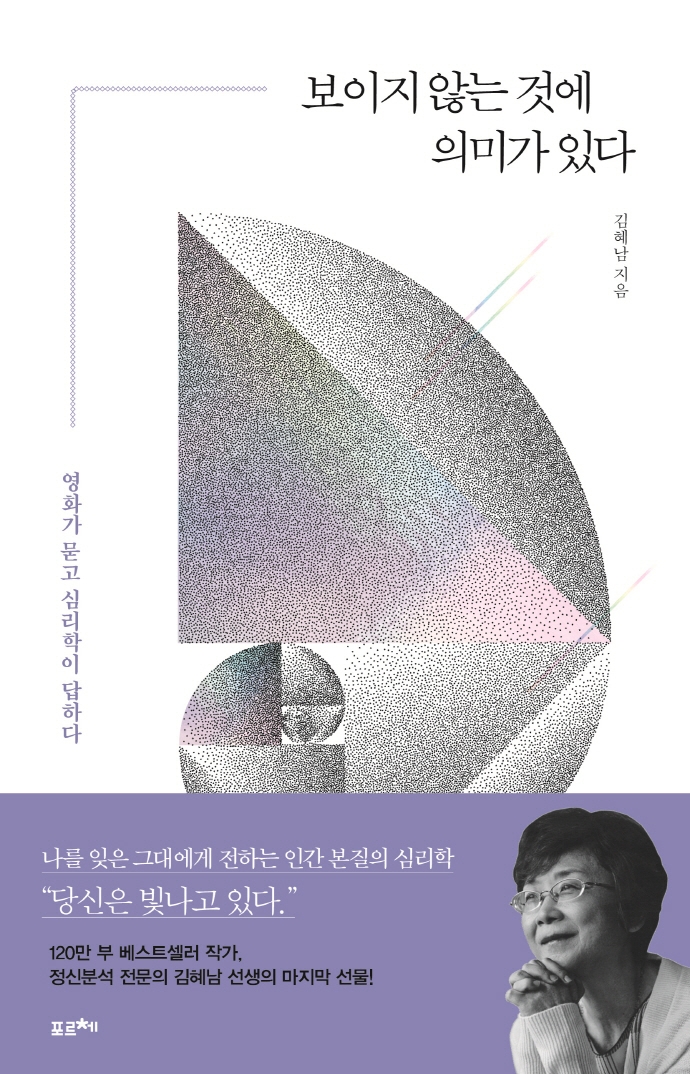 보이지 않는 것에
의미가 있다
김혜남 지음
영화가 묻고 심리학이 답하다
나를 잊은 그대에게 전하는 인간 본질의 심리학
“당신은 빛나고 있다.”
120만 부 베스트셀러 작가,
정신분석 전문의 김혜남 선생의 마지막 선물!
포르체